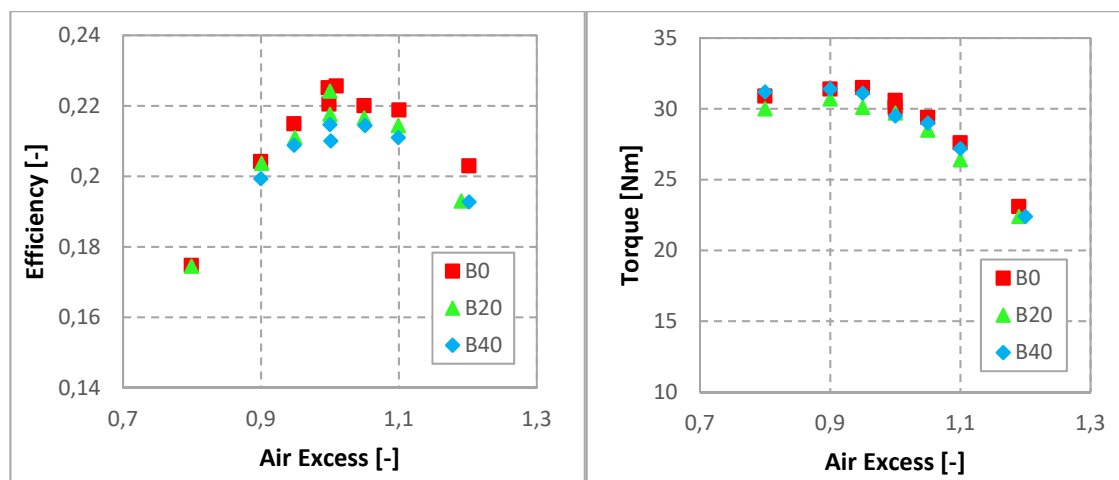 0,24
0,22
0,2
0,18
0,16
0,14
Efficiency [-]
B0
B20
B40
0,7
0,9
1,1
1,3
Air Excess [-]
35
30
25
20
15
10
Torque [Nm]
B0
B20
B40
0,7
0,9
1,1
1,3
Air Excess [-]